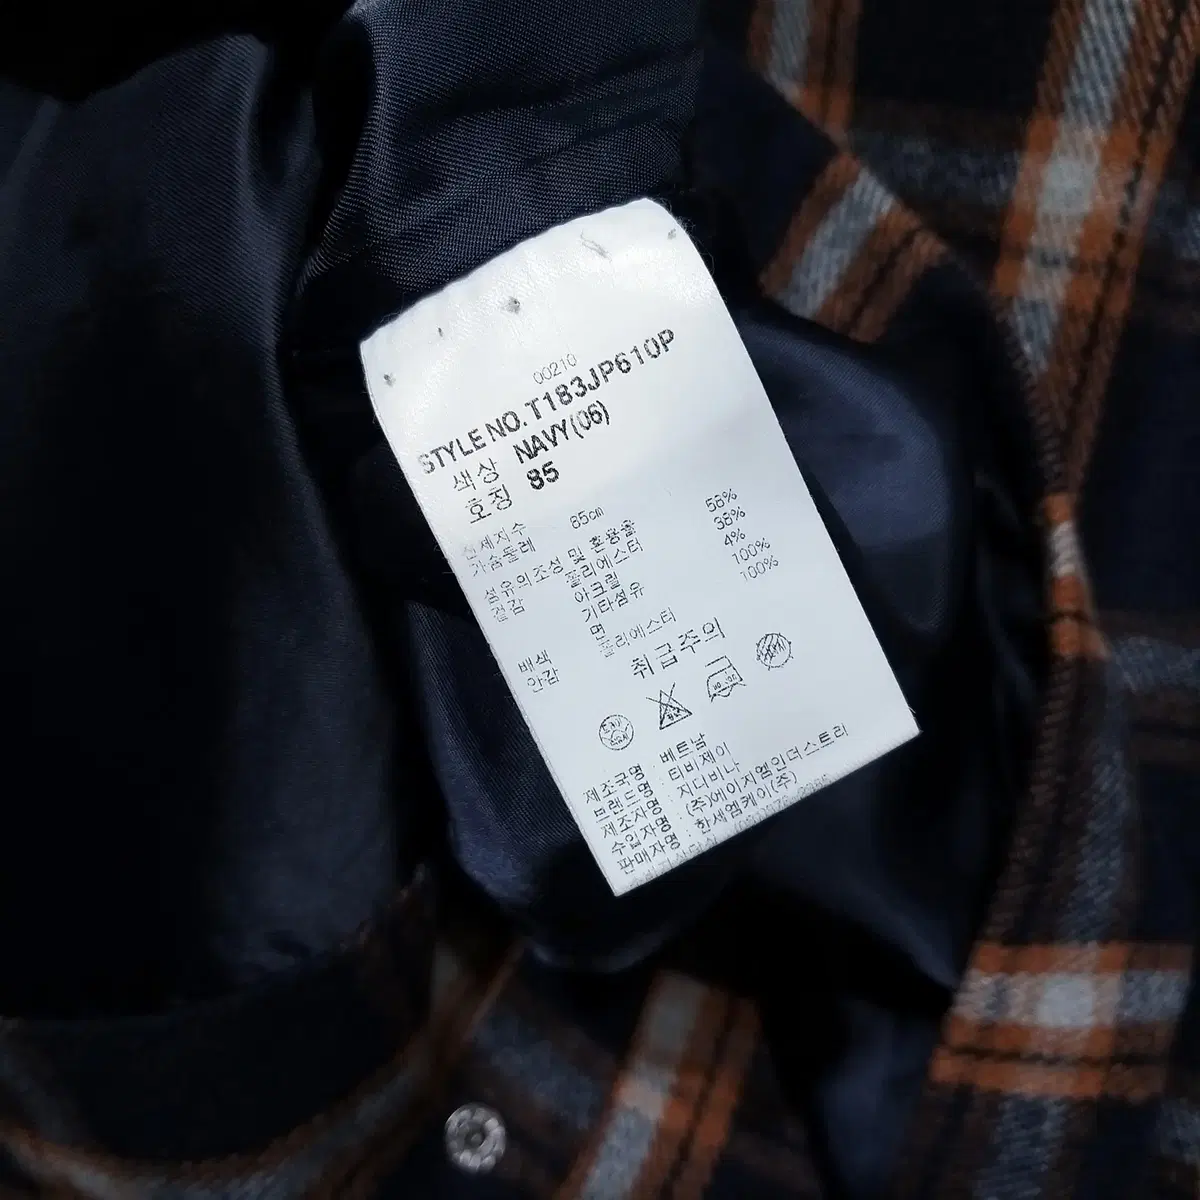 00210
STYLE NO. T183JP610P
색상 NAVY(06)
호칭 85
신체치수
가슴둘레 85cm
섬유의조성 및 혼용율
겉감 폴리에스터 58%
아크릴 38%
기타섬유 4%
배색 면 100%
안감 폴리에스터 100%
취급주의
제조국명 : 베트남
브랜드명 : 티비제이
제조자명 : 지디비나
수입자명 : (주)에이지엠인더스트리
판매자명 : 한세엠케이(주)